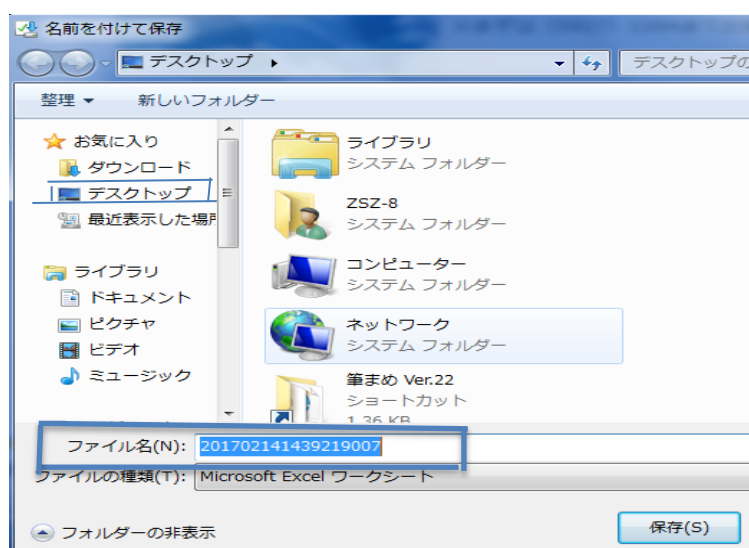 名前を付けて保存
デスクトップ
デスクトップの
整理
新しいフォルダー
お気に入り
ダウンロード
デスクトップ
最近表示した場所
ライブラリ
ドキュメント
ピクチャ
ビデオ
ミュージック
ライブラリ
システム フォルダー
ZSZ-8
システム フォルダー
コンピューター
システム フォルダー
ネットワーク
システム フォルダー
筆まめ Ver.22
ショートカット
1.36 KB
ファイル名(N): 201702141439219007
ファイルの種類(T): Microsoft Excel ワークシート
フォルダーの非表示
保存(S)